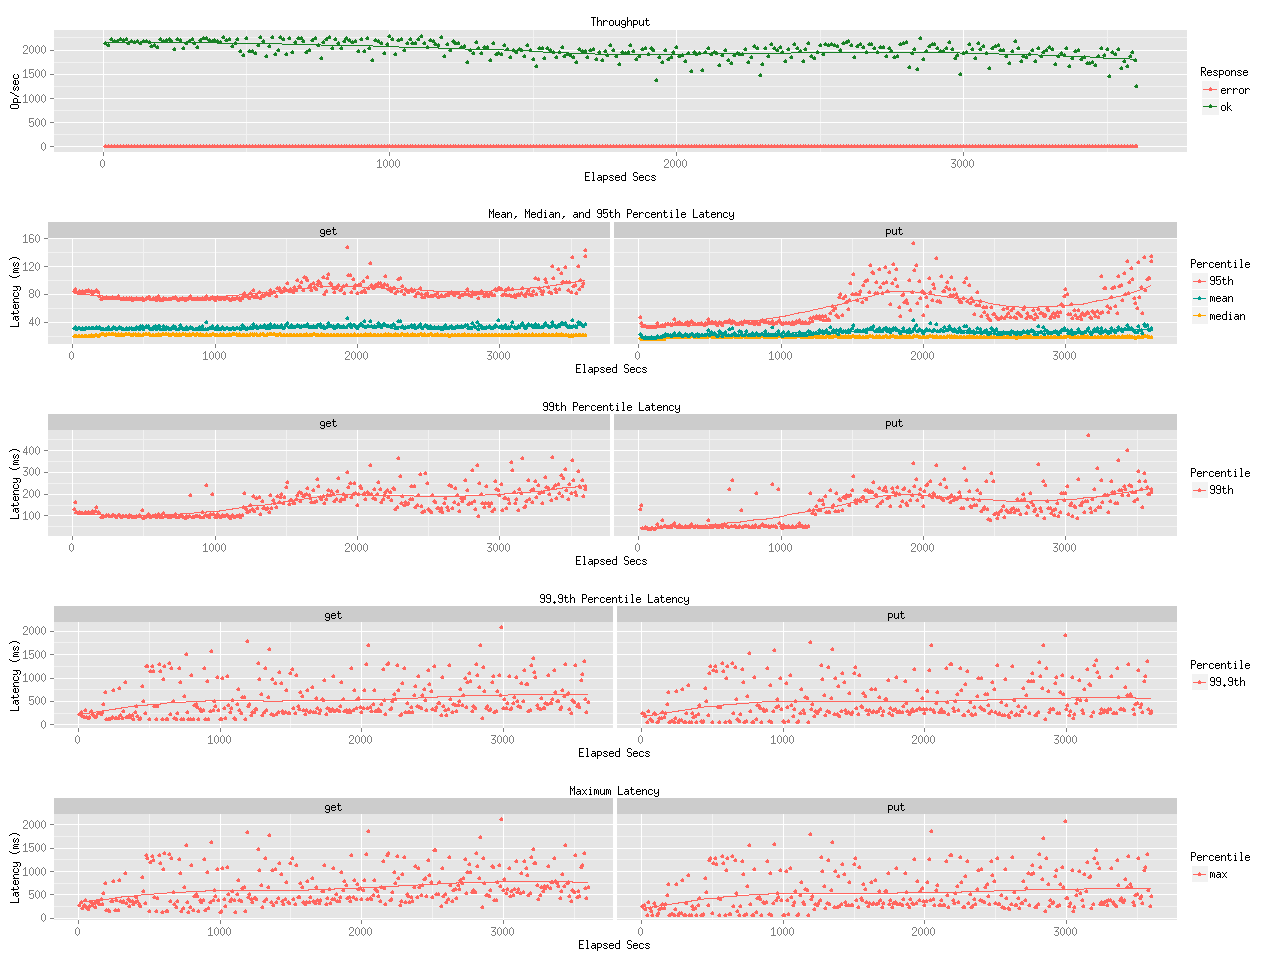 Throughput
Op/sec
2000
1500
1000
500
0
0 1000 2000 3000
Elapsed Secs
Response
error
ok
Mean, Median, and 95th Percentile Latency
get put
Latency (ms)
160
120
80
40
0 1000 2000 3000 0 1000 2000 3000
Elapsed Secs
Percentile
95th
mean
median
99th Percentile Latency
get put
Latency (ms)
400
300
200
100
0 1000 2000 3000 0 1000 2000 3000
Elapsed Secs
Percentile
99th
99.9th Percentile Latency
get put
Latency (ms)
2000
1500
1000
500
0
0 1000 2000 3000 0 1000 2000 3000
Elapsed Secs
Percentile
99.9th
Maximum Latency
get put
Latency (ms)
2000
1500
1000
500
0
0 1000 2000 3000 0 1000 2000 3000
Elapsed Secs
Percentile
max